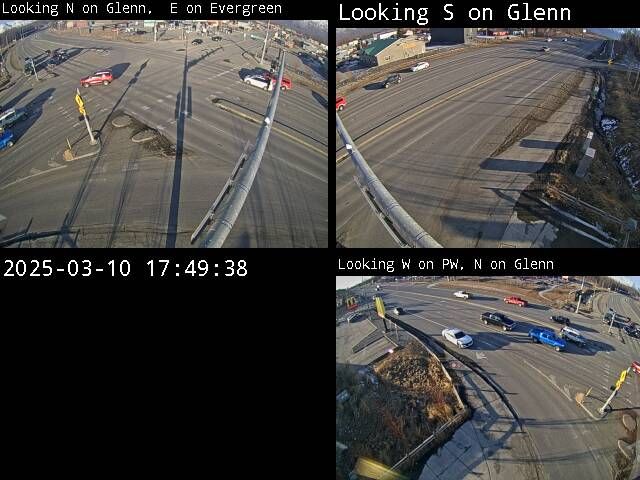 Looking N on Glenn,  E on Evergreen
Looking S on Glenn
2025-03-10 17:49:38
Looking W on PW, N on Glenn